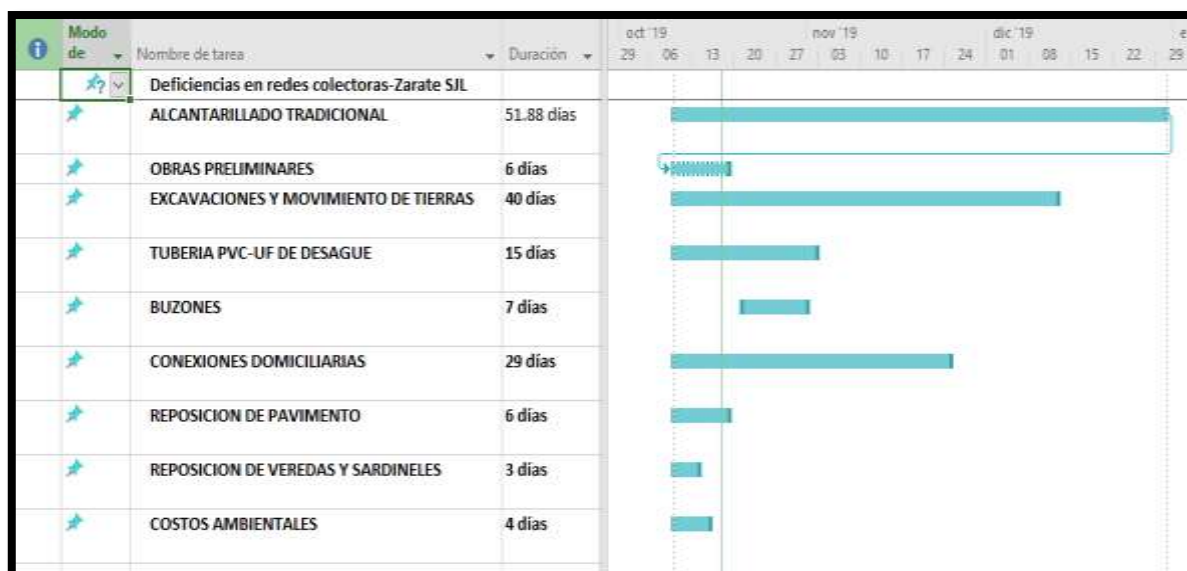 Modo de
Nombre de tarea
Duración
oct '19
nov '19
dic '19
e
29 06 13 20 27 03 10 17 24 01 08 15 22 29
Deficiencias en redes colectoras-Zarate SJL
ALCANTARILLADO TRADICIONAL 51.88 días
OBRAS PRELIMINARES 6 días
EXCAVACIONES Y MOVIMIENTO DE TIERRAS 40 días
TUBERIA PVC-UF DE DESAGUE 15 días
BUZONES 7 días
CONEXIONES DOMICILIARIAS 29 días
REPOSICION DE PAVIMENTO 6 días
REPOSICION DE VEREDAS Y SARDINELES 3 días
COSTOS AMBIENTALES 4 días